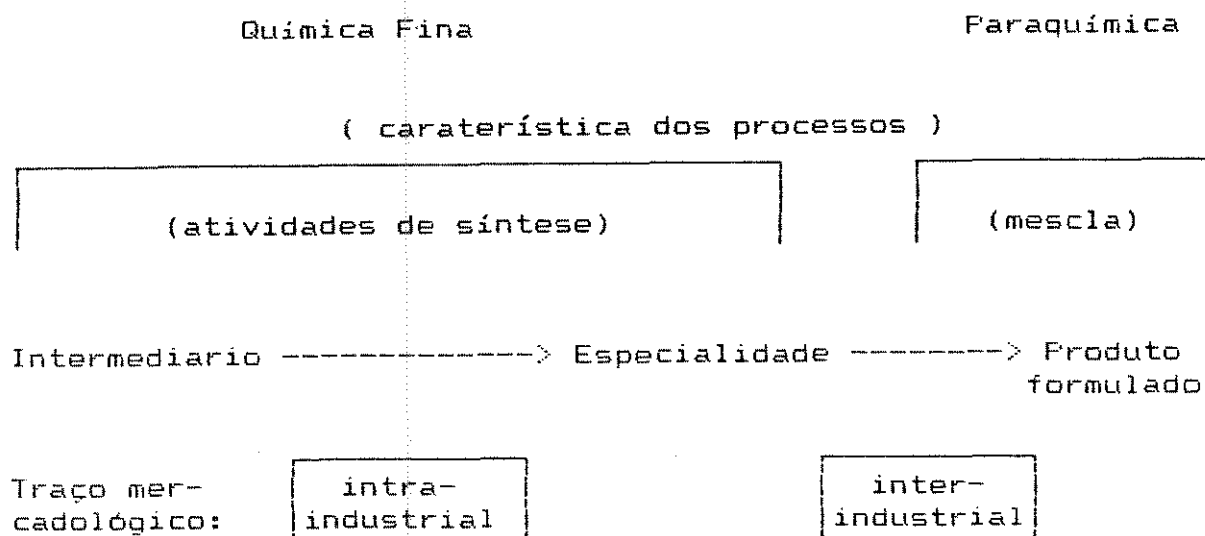 Química Fina Paraquímica
( caraterística dos processos )
(atividades de síntese) (mescla)
Intermediario -------------> Especialidade --------> Produto
formulado
Traço mer- intra- inter-
cadológico: industrial industrial